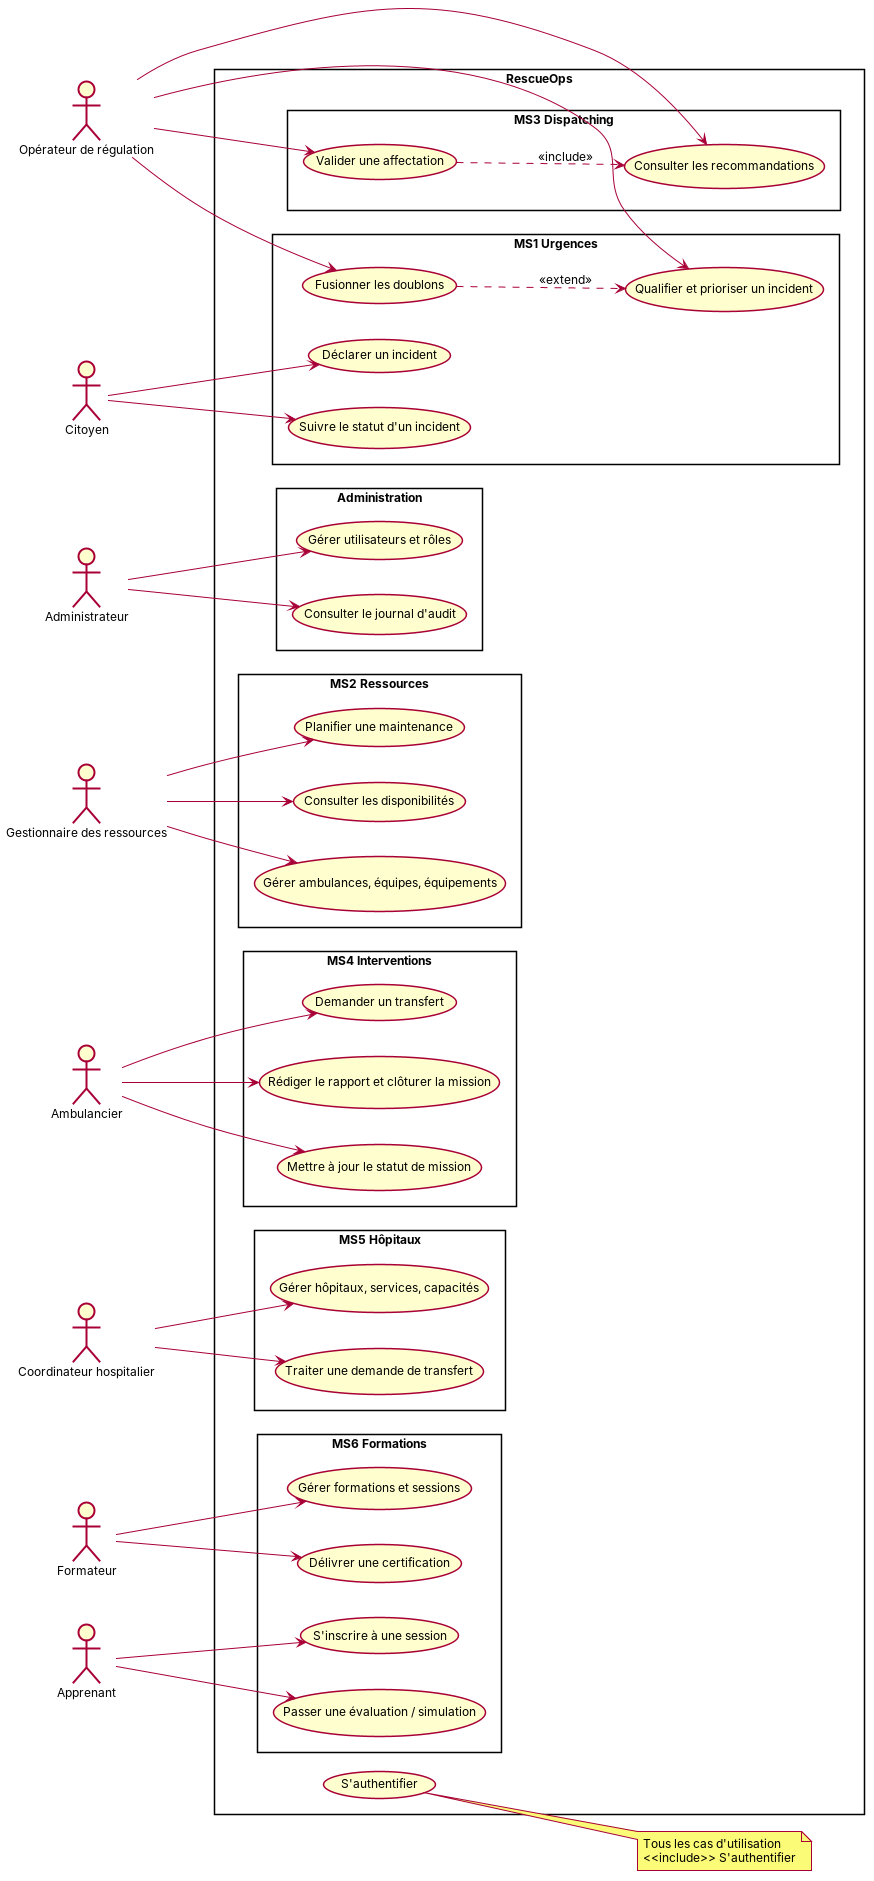 RescueOps
MS3 Dispatching
Opérateur de régulation
Valider une affectation
«include»
Consulter les recommandations
MS1 Urgences
Fusionner les doublons
«extend»
Qualifier et prioriser un incident
Déclarer un incident
Citoyen
Suivre le statut d'un incident
Administration
Gérer utilisateurs et rôles
Administrateur
Consulter le journal d'audit
MS2 Ressources
Planifier une maintenance
Consulter les disponibilités
Gestionnaire des ressources
Gérer ambulances, équipes, équipements
MS4 Interventions
Demander un transfert
Rédiger le rapport et clôturer la mission
Ambulancier
Mettre à jour le statut de mission
MS5 Hôpitaux
Gérer hôpitaux, services, capacités
Coordinateur hospitalier
Traiter une demande de transfert
MS6 Formations
Gérer formations et sessions
Formateur
Délivrer une certification
S'inscrire à une session
Apprenant
Passer une évaluation / simulation
S'authentifier
Tous les cas d'utilisation
<<include>> S'authentifier